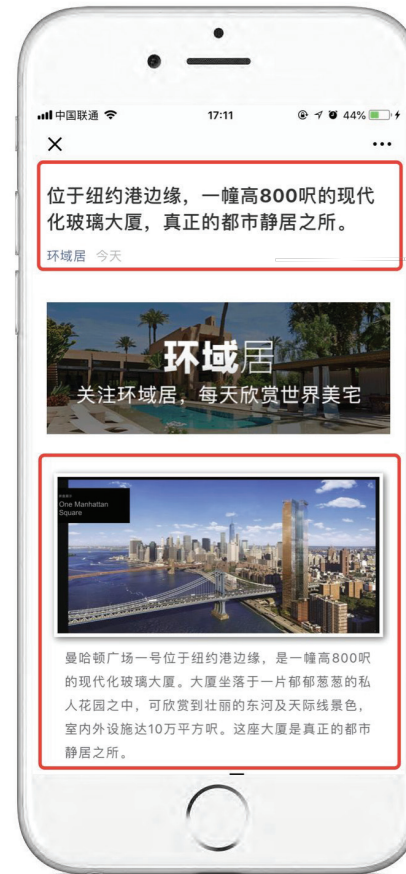 中国联通 17:11 44%
位于纽约港边缘，一幢高800呎的现代
化玻璃大厦，真正的都市静居之所。
环域居 今天
环域居
关注环域居，每天欣赏世界美宅
One Manhattan
Square
曼哈顿广场一号位于纽约港边缘，是一幢高800呎
的现代化玻璃大厦。大厦坐落于一片郁郁葱葱的私
人花园之中，可欣赏到壮丽的东河及天际线景色，
室内外设施达10万平方呎。这座大厦是真正的都市
静居之所。